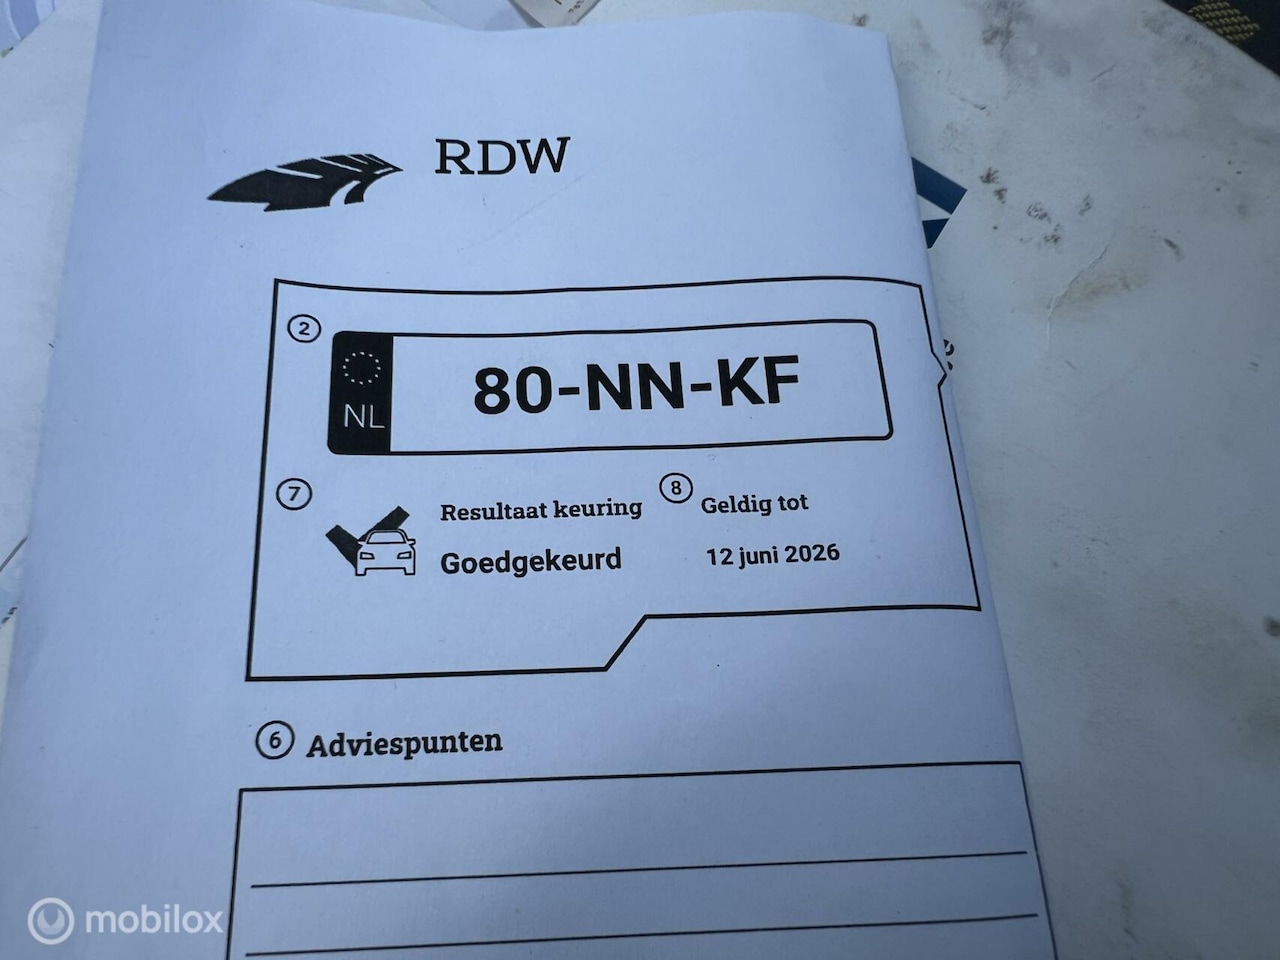 RDW
2
NL
80-NN-KF
7
Resultaat keuring
8
Geldig tot
Goedgekeurd
12 juni 2026
6 Adviespunten
mobilox